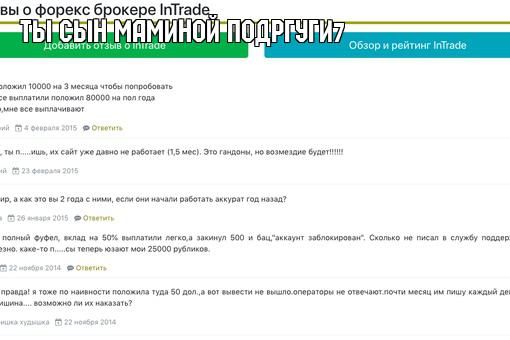 вы о форекс брокере InTrade
ТЫ СЫН МАМИНОЙ ПОДРГУГИ7
Добавить отзыв о InTrade
Обзор и рейтинг InTrade
оложил 10000 на 3 месяца чтобы попробовать
се выплатили положил 80000 на пол года
о,мне все выплачивают
ий 4 февраля 2015 Ответить
, ты п.....ишь, их сайт уже давно не работает (1,5 мес). Это гандоны, но возмездие будет!!!!!!
ий 23 февраля 2015
ир, а как это вы 2 года с ними, если они начали работать аккурат год назад?
а 26 января 2015 Ответить
полный фуфел, вклад на 50% выплатили легко,а закинул 500 и бац,"аккаунт заблокирован". Сколько не писал в службу поддер
езно. каке-то п.....сы теперь юзают мои 25000 рубликов.
22 ноября 2014 Ответить
правда! я тоже по наивности положила туда 50 дол.,а вот вывести не вышло.операторы не отвечают.почти месяц им пишу каждый де
ишина.... возможно ли их наказать?
ишка худышка 22 ноября 2014